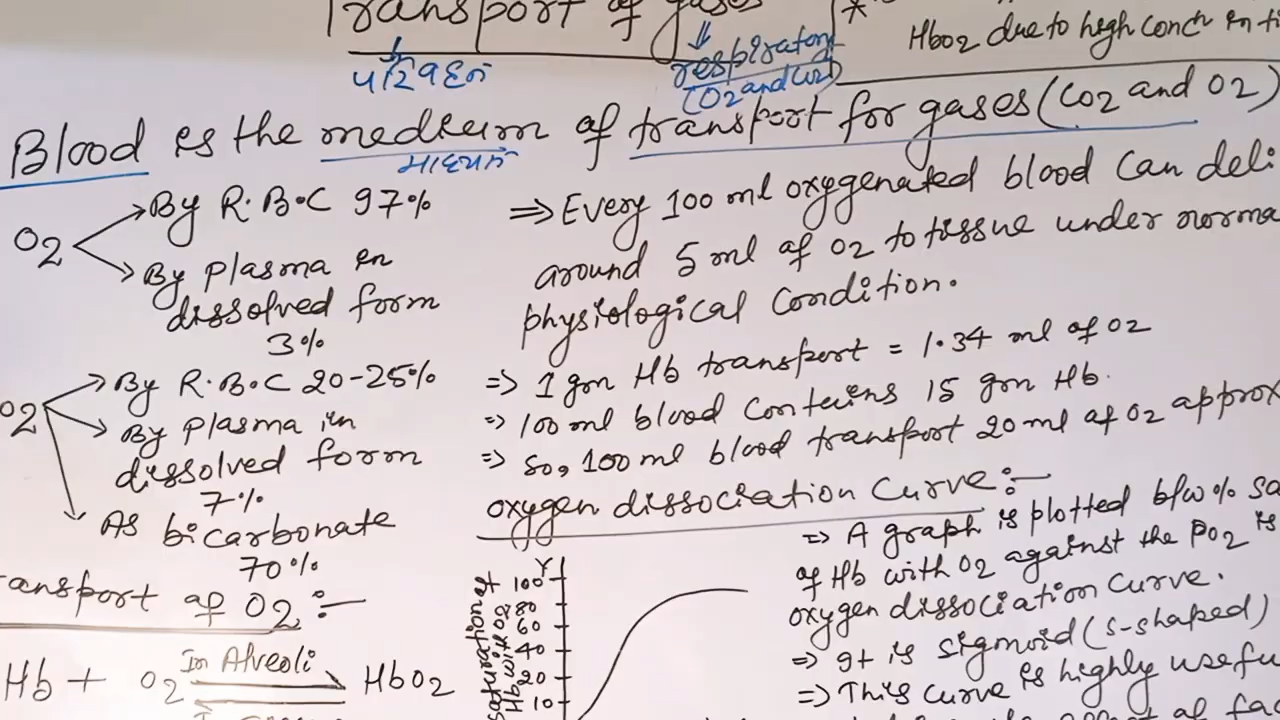 Transport of gases
परिवहन
respiratory
(O2 and CO2)
*
HbO2 due to high concn in ti
Blood is the medium of transport for gases (CO2 and O2)
माध्यम
O2
By R.B.C 97%
By plasma in
dissolved form
3%
O2
By R.B.C 20-25%
By plasma in
dissolved form
7%
As bicarbonate
70%
ansport of O2 :-
Hb + O2 In Alveoli HbO2
⇒ Every 100 ml oxygenated blood can deli
around 5 ml of O2 to tissue under norma
physiological condition.
⇒ 1 gm Hb transport = 1.34 ml of O2
⇒ 100 ml blood contains 15 gm Hb.
⇒ So, 100 ml blood transport 20 ml of O2 approx
oxygen dissociation curve :-
⇒ A graph is plotted b/w % sa
of Hb with O2 against the PO2 is
oxygen dissociation curve.
⇒ It is sigmoid (S-shaped)
⇒ This curve is highly usefu
Y
100
80
60
40
20
10
saturation of
Hb with O2